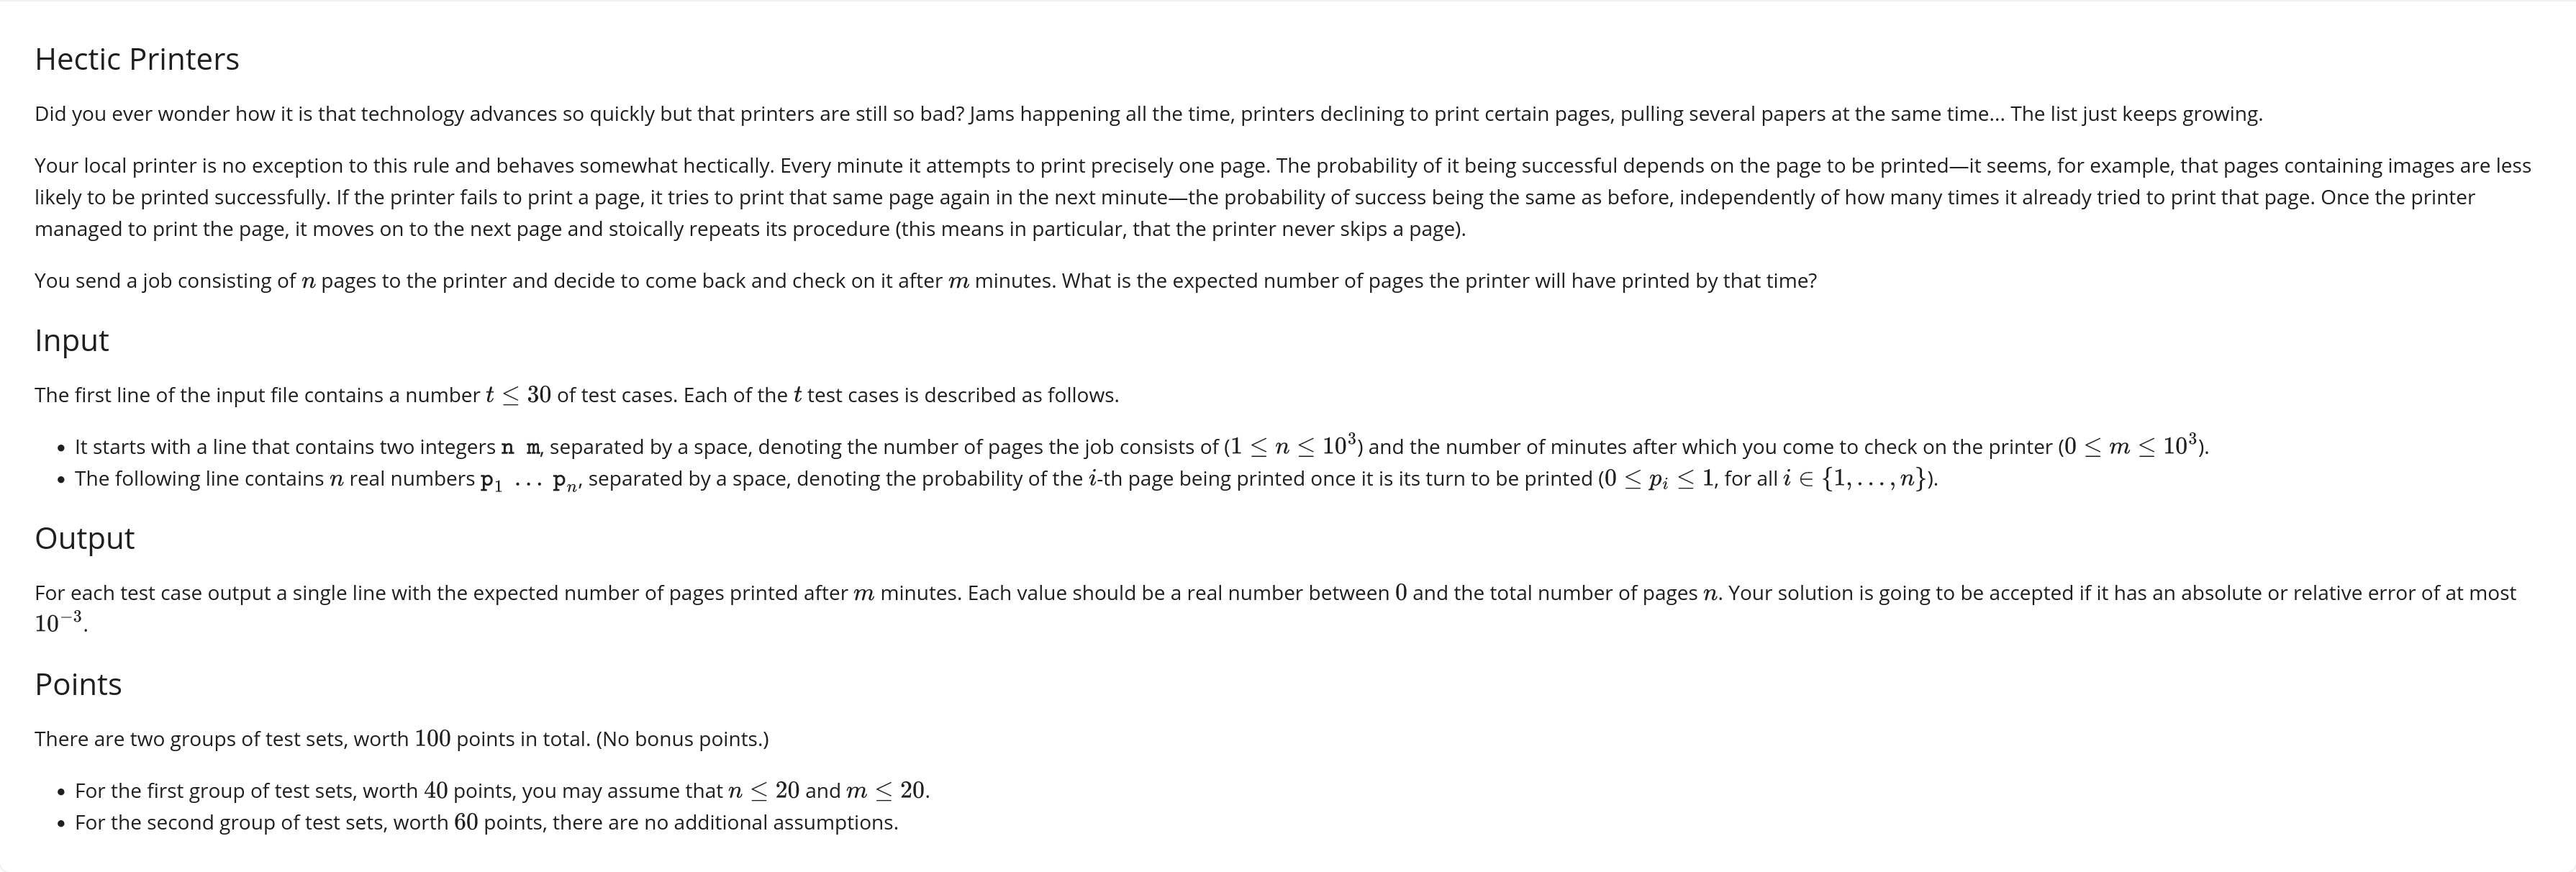 Hectic Printers
Did you ever wonder how it is that technology advances so quickly but that printers are still so bad? Jams happening all the time, printers declining to print certain pages, pulling several papers at the same time... The list just keeps growing.
Your local printer is no exception to this rule and behaves somewhat hectically. Every minute it attempts to print precisely one page. The probability of it being successful depends on the page to be printed—it seems, for example, that pages containing images are less
likely to be printed successfully. If the printer fails to print a page, it tries to print that same page again in the next minute—the probability of success being the same as before, independently of how many times it already tried to print that page. Once the printer
managed to print the page, it moves on to the next page and stoically repeats its procedure (this means in particular, that the printer never skips a page).
You send a job consisting of n pages to the printer and decide to come back and check on it after m minutes. What is the expected number of pages the printer will have printed by that time?
Input
The first line of the input file contains a number t ≤ 30 of test cases. Each of the t test cases is described as follows.
• It starts with a line that contains two integers n m, separated by a space, denoting the number of pages the job consists of (1 ≤ n ≤ 10³) and the number of minutes after which you come to check on the printer (0 ≤ m ≤ 10³).
• The following line contains n real numbers p₁ ... pₙ, separated by a space, denoting the probability of the i-th page being printed once it is its turn to be printed (0 ≤ pᵢ ≤ 1, for all i ∈ {1, . . . , n}).
Output
For each test case output a single line with the expected number of pages printed after m minutes. Each value should be a real number between 0 and the total number of pages n. Your solution is going to be accepted if it has an absolute or relative error of at most
10⁻³.
Points
There are two groups of test sets, worth 100 points in total. (No bonus points.)
• For the first group of test sets, worth 40 points, you may assume that n ≤ 20 and m ≤ 20.
• For the second group of test sets, worth 60 points, there are no additional assumptions.